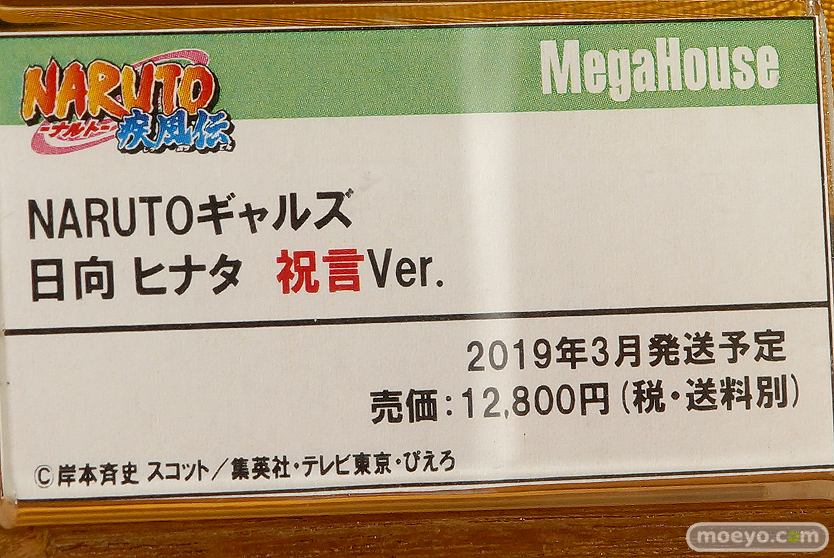 NARUTO
-ナルト-
疾風伝
MegaHouse
NARUTOギャルズ
日向 ヒナタ 祝言Ver.
2019年3月発送予定
売価:12,800円(税・送料別)
©岸本斉史 スコット/集英社・テレビ東京・ぴえろ
moeyo.com